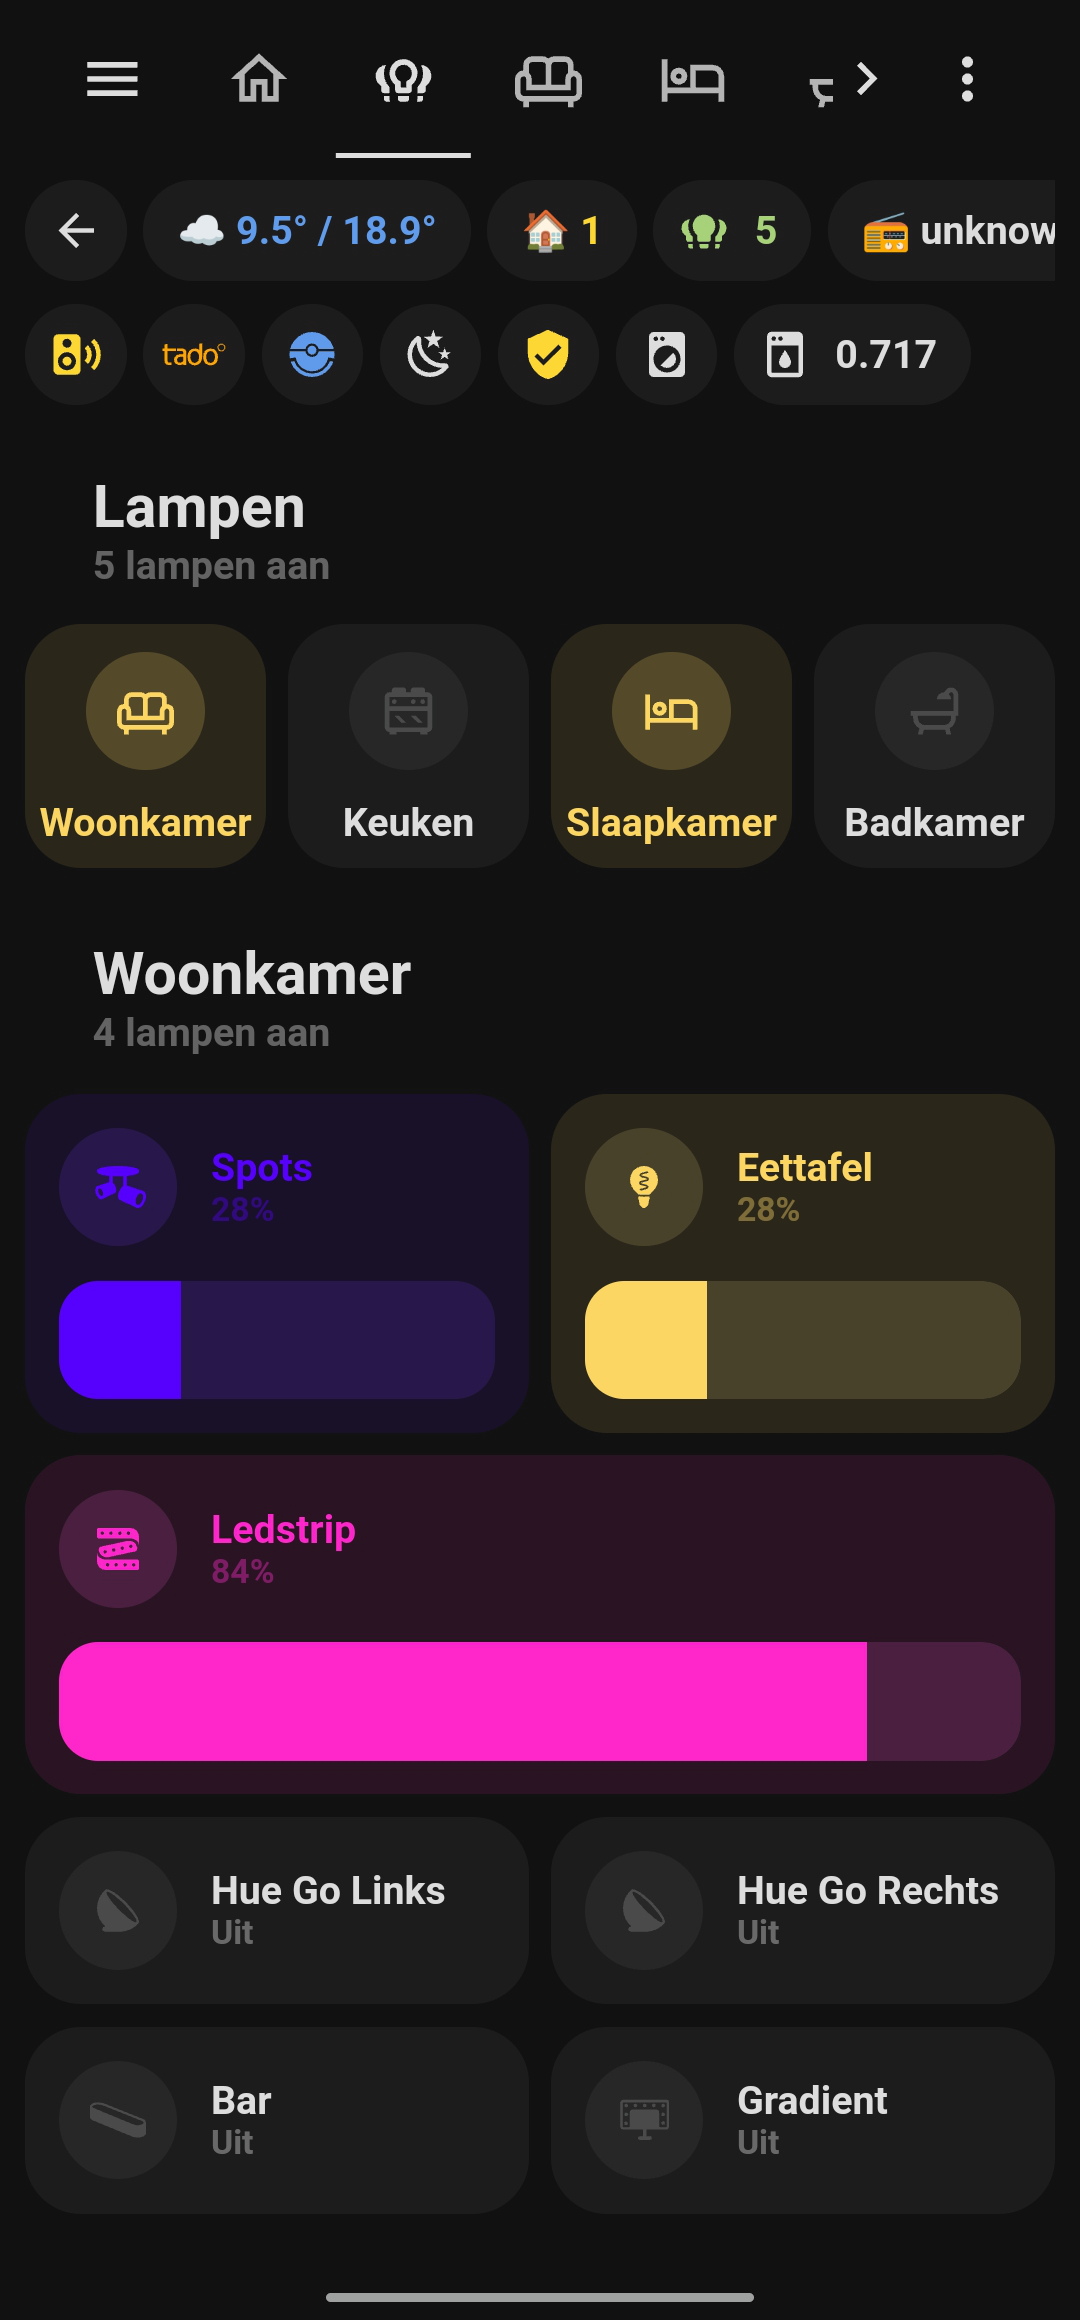 9.5° / 18.9° 1 5 unknow
tado° 0.717
Lampen
5 lampen aan
Woonkamer Keuken Slaapkamer Badkamer
Woonkamer
4 lampen aan
Spots Eettafel
28% 28%
Ledstrip
84%
Hue Go Links Hue Go Rechts
Uit Uit
Bar Gradient
Uit Uit